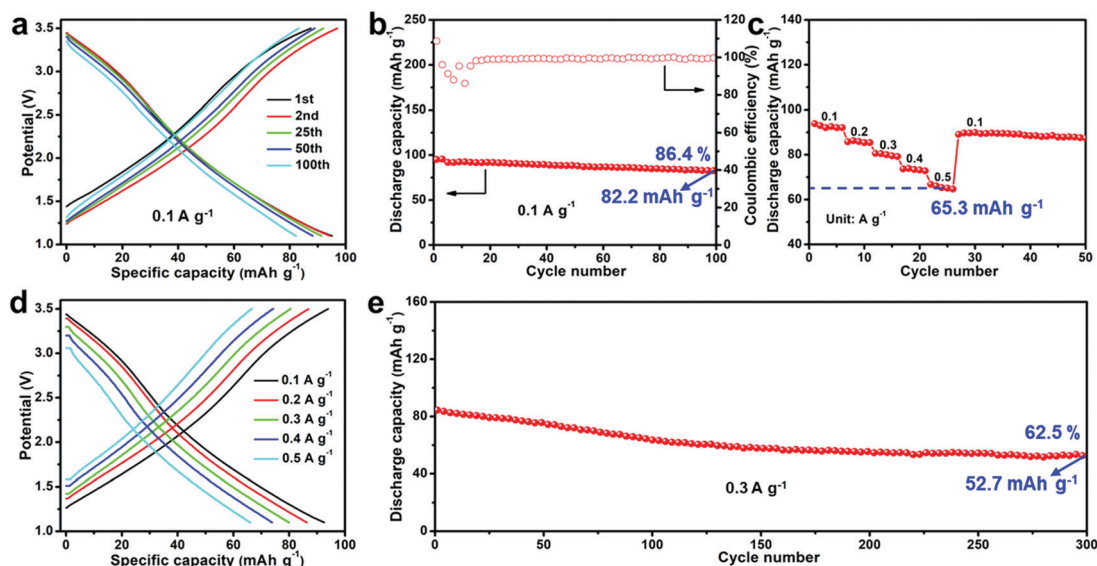 a
3.5
3.0
2.5
2.0
1.5
1.0
Potential (V)
1st
2nd
25th
50th
100th
0.1 A g⁻¹
0 20 40 60 80 100
Specific capacity (mAh g⁻¹)
b
250
200
150
100
50
0
Discharge capacity (mAh g⁻¹)
120
100
80
60
40
20
0
Coulombic efficiency (%)
86.4 %
82.2 mAh g⁻¹
0.1 A g⁻¹
0 20 40 60 80 100
Cycle number
c
140
120
100
80
60
40
Discharge capacity (mAh g⁻¹)
0.1
0.2
0.3
0.4
0.5
0.1
65.3 mAh g⁻¹
Unit: A g⁻¹
0 10 20 30 40 50
Cycle number
d
3.5
3.0
2.5
2.0
1.5
1.0
Potential (V)
0.1 A g⁻¹
0.2 A g⁻¹
0.3 A g⁻¹
0.4 A g⁻¹
0.5 A g⁻¹
0 20 40 60 80 100
Specific capacity (mAh g⁻¹)
e
160
120
80
40
0
Discharge capacity (mAh g⁻¹)
62.5 %
52.7 mAh g⁻¹
0.3 A g⁻¹
0 50 100 150 200 250 300
Cycle number